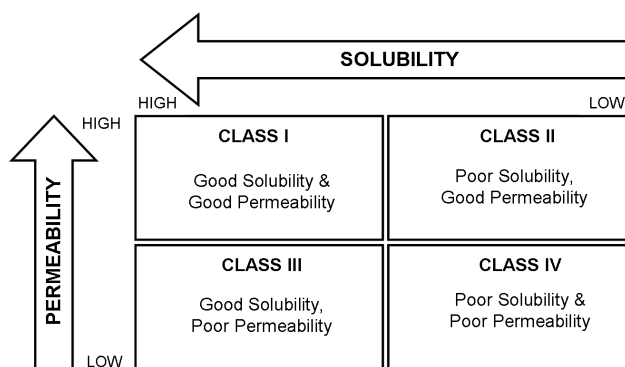 SOLUBILITY
HIGH
LOW
HIGH
CLASS I
Good Solubility &
Good Permeability
CLASS II
Poor Solubility,
Good Permeability
PERMEABILITY
CLASS III
Good Solubility,
Poor Permeability
CLASS IV
Poor Solubility &
Poor Permeability
LOW